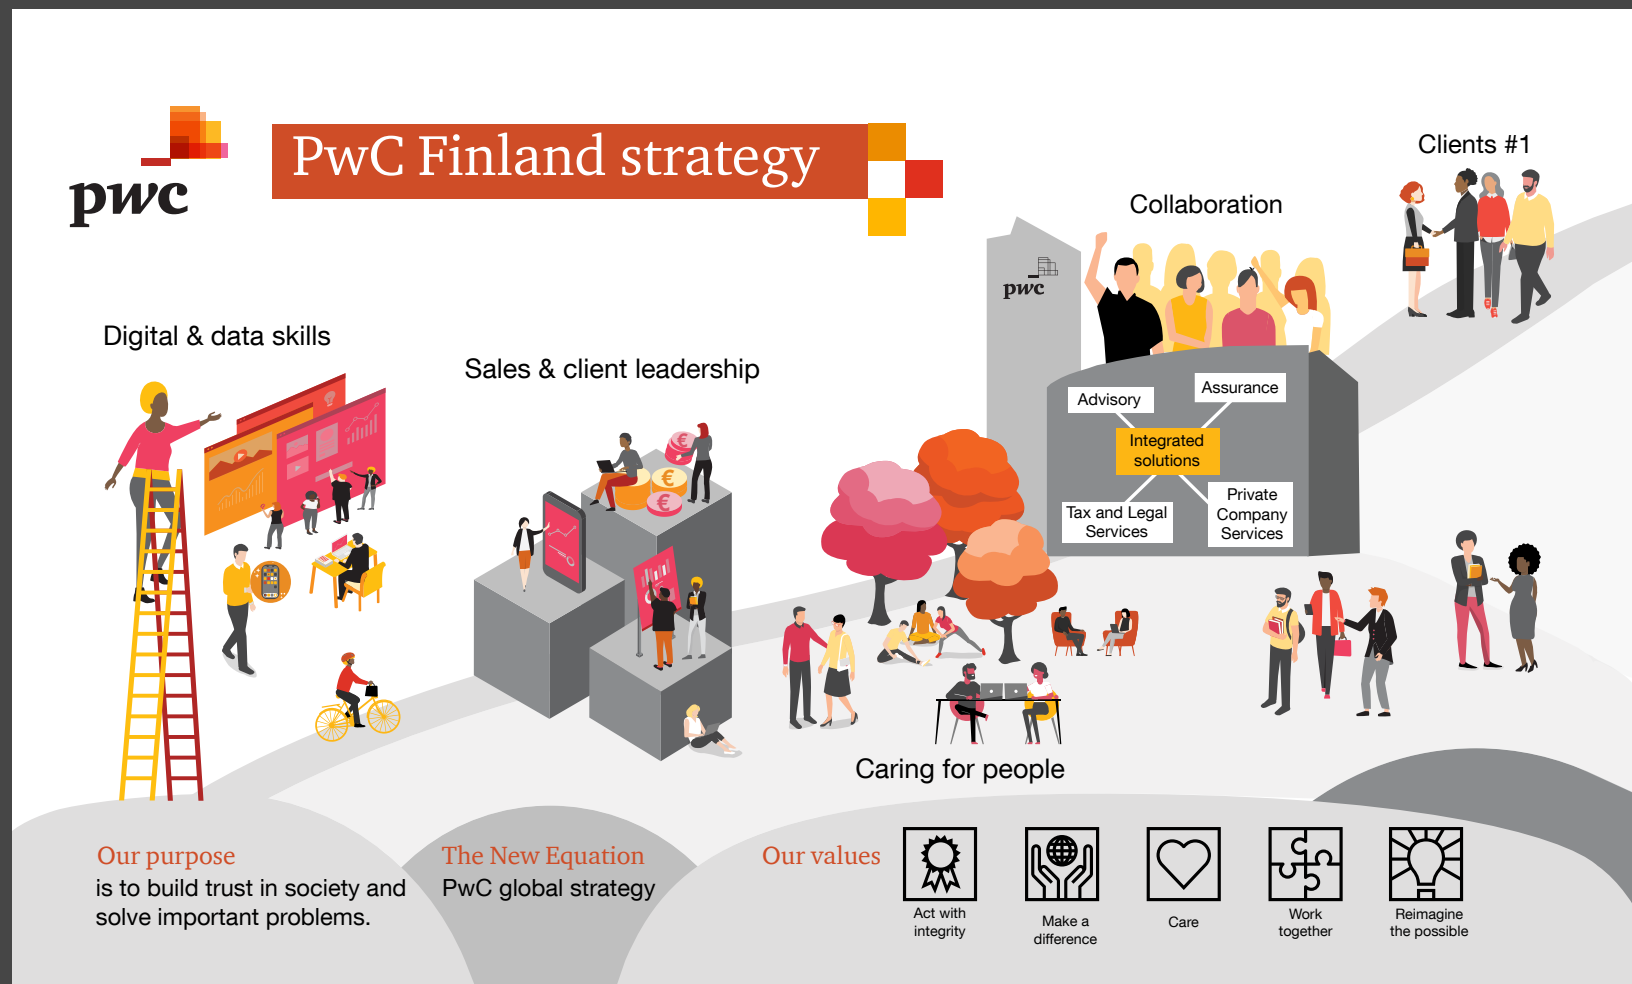 pwc
PwC Finland strategy
Clients #1
Collaboration
pwc
Digital & data skills
Sales & client leadership
Advisory
Assurance
Integrated
solutions
Tax and Legal
Services
Private
Company
Services
€
€
€
Caring for people
Our purpose
is to build trust in society and
solve important problems.
The New Equation
PwC global strategy
Our values
Act with
integrity
Make a
difference
Care
Work
together
Reimagine
the possible